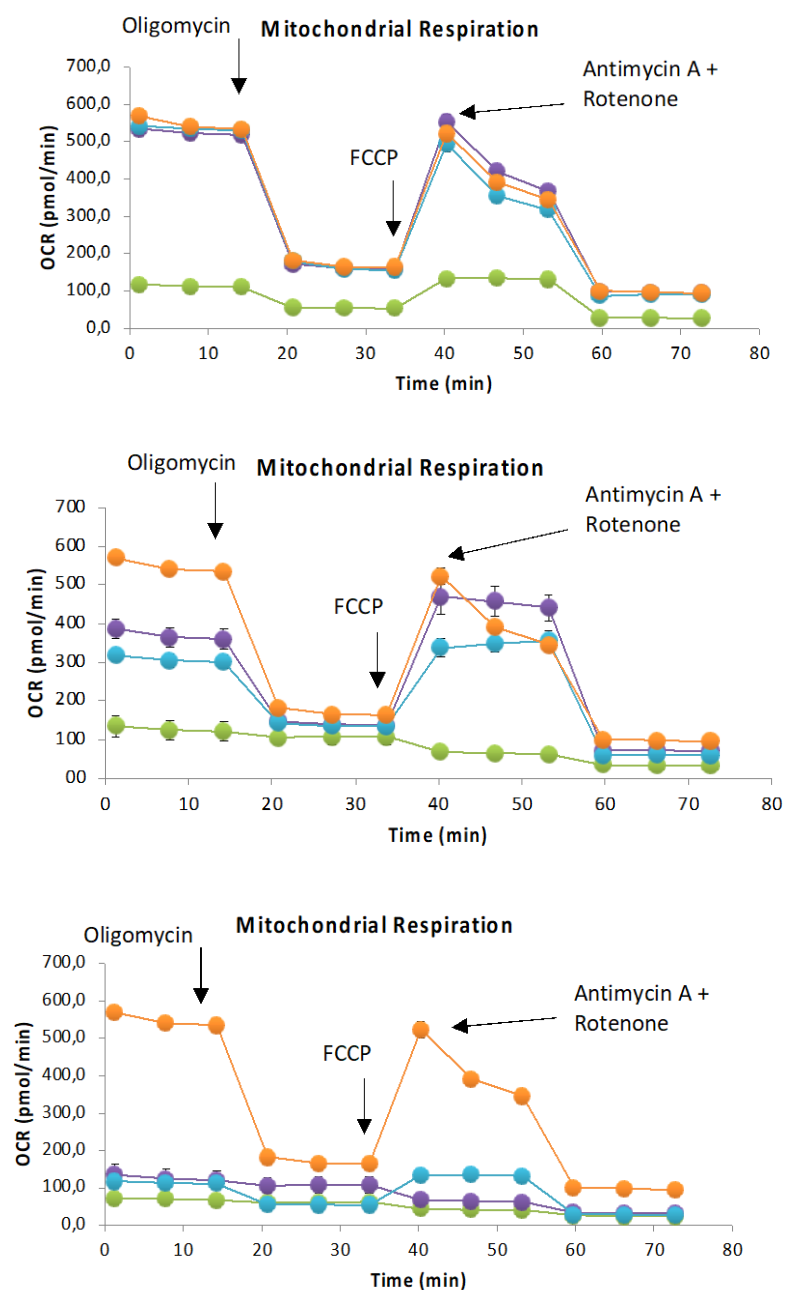 Oligomycin
Mitochondrial Respiration
Antimycin A +
Rotenone
FCCP
OCR (pmol/min)
700,0
600,0
500,0
400,0
300,0
200,0
100,0
0,0
0 10 20 30 40 50 60 70 80
Time (min)
Oligomycin
Mitochondrial Respiration
Antimycin A +
Rotenone
FCCP
OCR (pmol/min)
700
600
500
400
300
200
100
00
0 10 20 30 40 50 60 70 80
Time (min)
Mitochondrial Respiration
Oligomycin
Antimycin A +
Rotenone
FCCP
OCR (pmol/min)
700,0
600,0
500,0
400,0
300,0
200,0
100,0
0,0
0 10 20 30 40 50 60 70 80
Time (min)